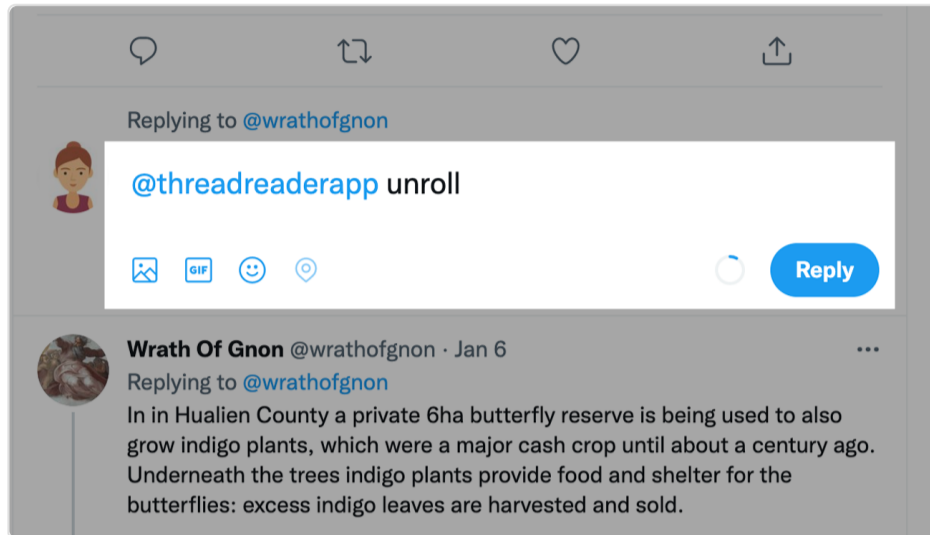 Replying to @wrathofgnon
@threadreaderapp unroll
GIF
Reply
Wrath Of Gnon @wrathofgnon · Jan 6
Replying to @wrathofgnon
In in Hualien County a private 6ha butterfly reserve is being used to also
grow indigo plants, which were a major cash crop until about a century ago.
Underneath the trees indigo plants provide food and shelter for the
butterflies: excess indigo leaves are harvested and sold.